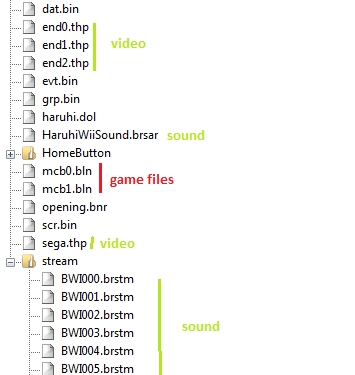 dat.bin
end0.thp
end1.thp video
end2.thp
evt.bin
grp.bin
haruhi.dol
HaruhiWiiSound.brsar sound
HomeButton
mcb0.bln
game files
mcb1.bln
opening.bnr
scr.bin
sega.thp video
stream
BWI000.brstm
BWI001.brstm
BWI002.brstm
sound
BWI003.brstm
BWI004.brstm
BWI005.brstm